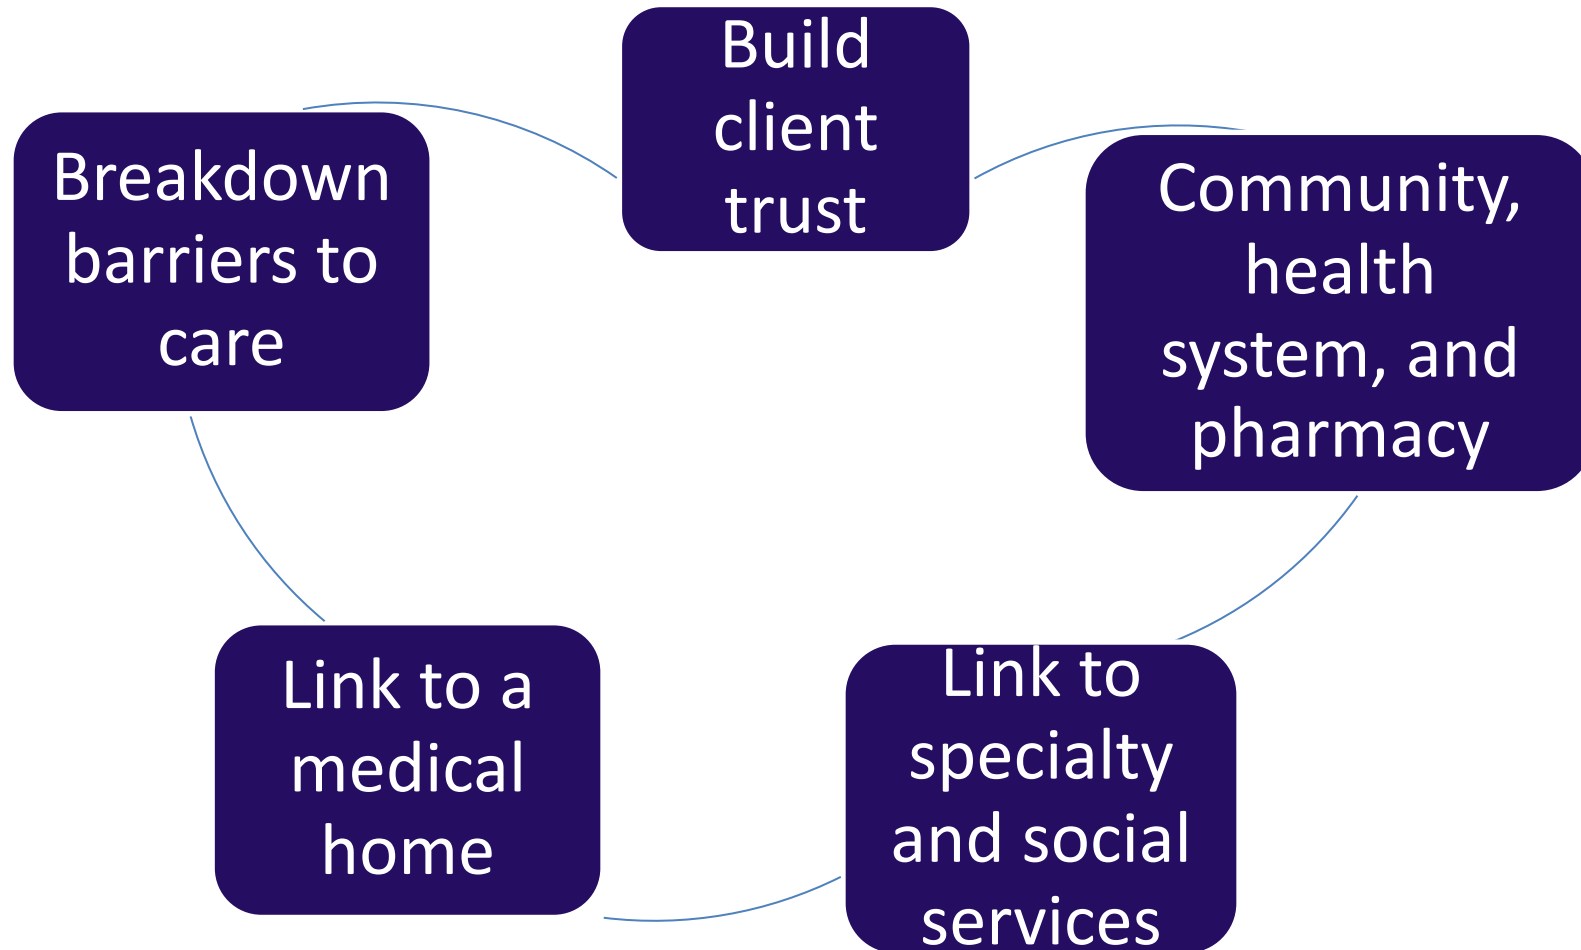 Build
client
trust
Community,
health
system, and
pharmacy
Link to
specialty
and social
services
Link to a
medical
home
Breakdown
barriers to
care